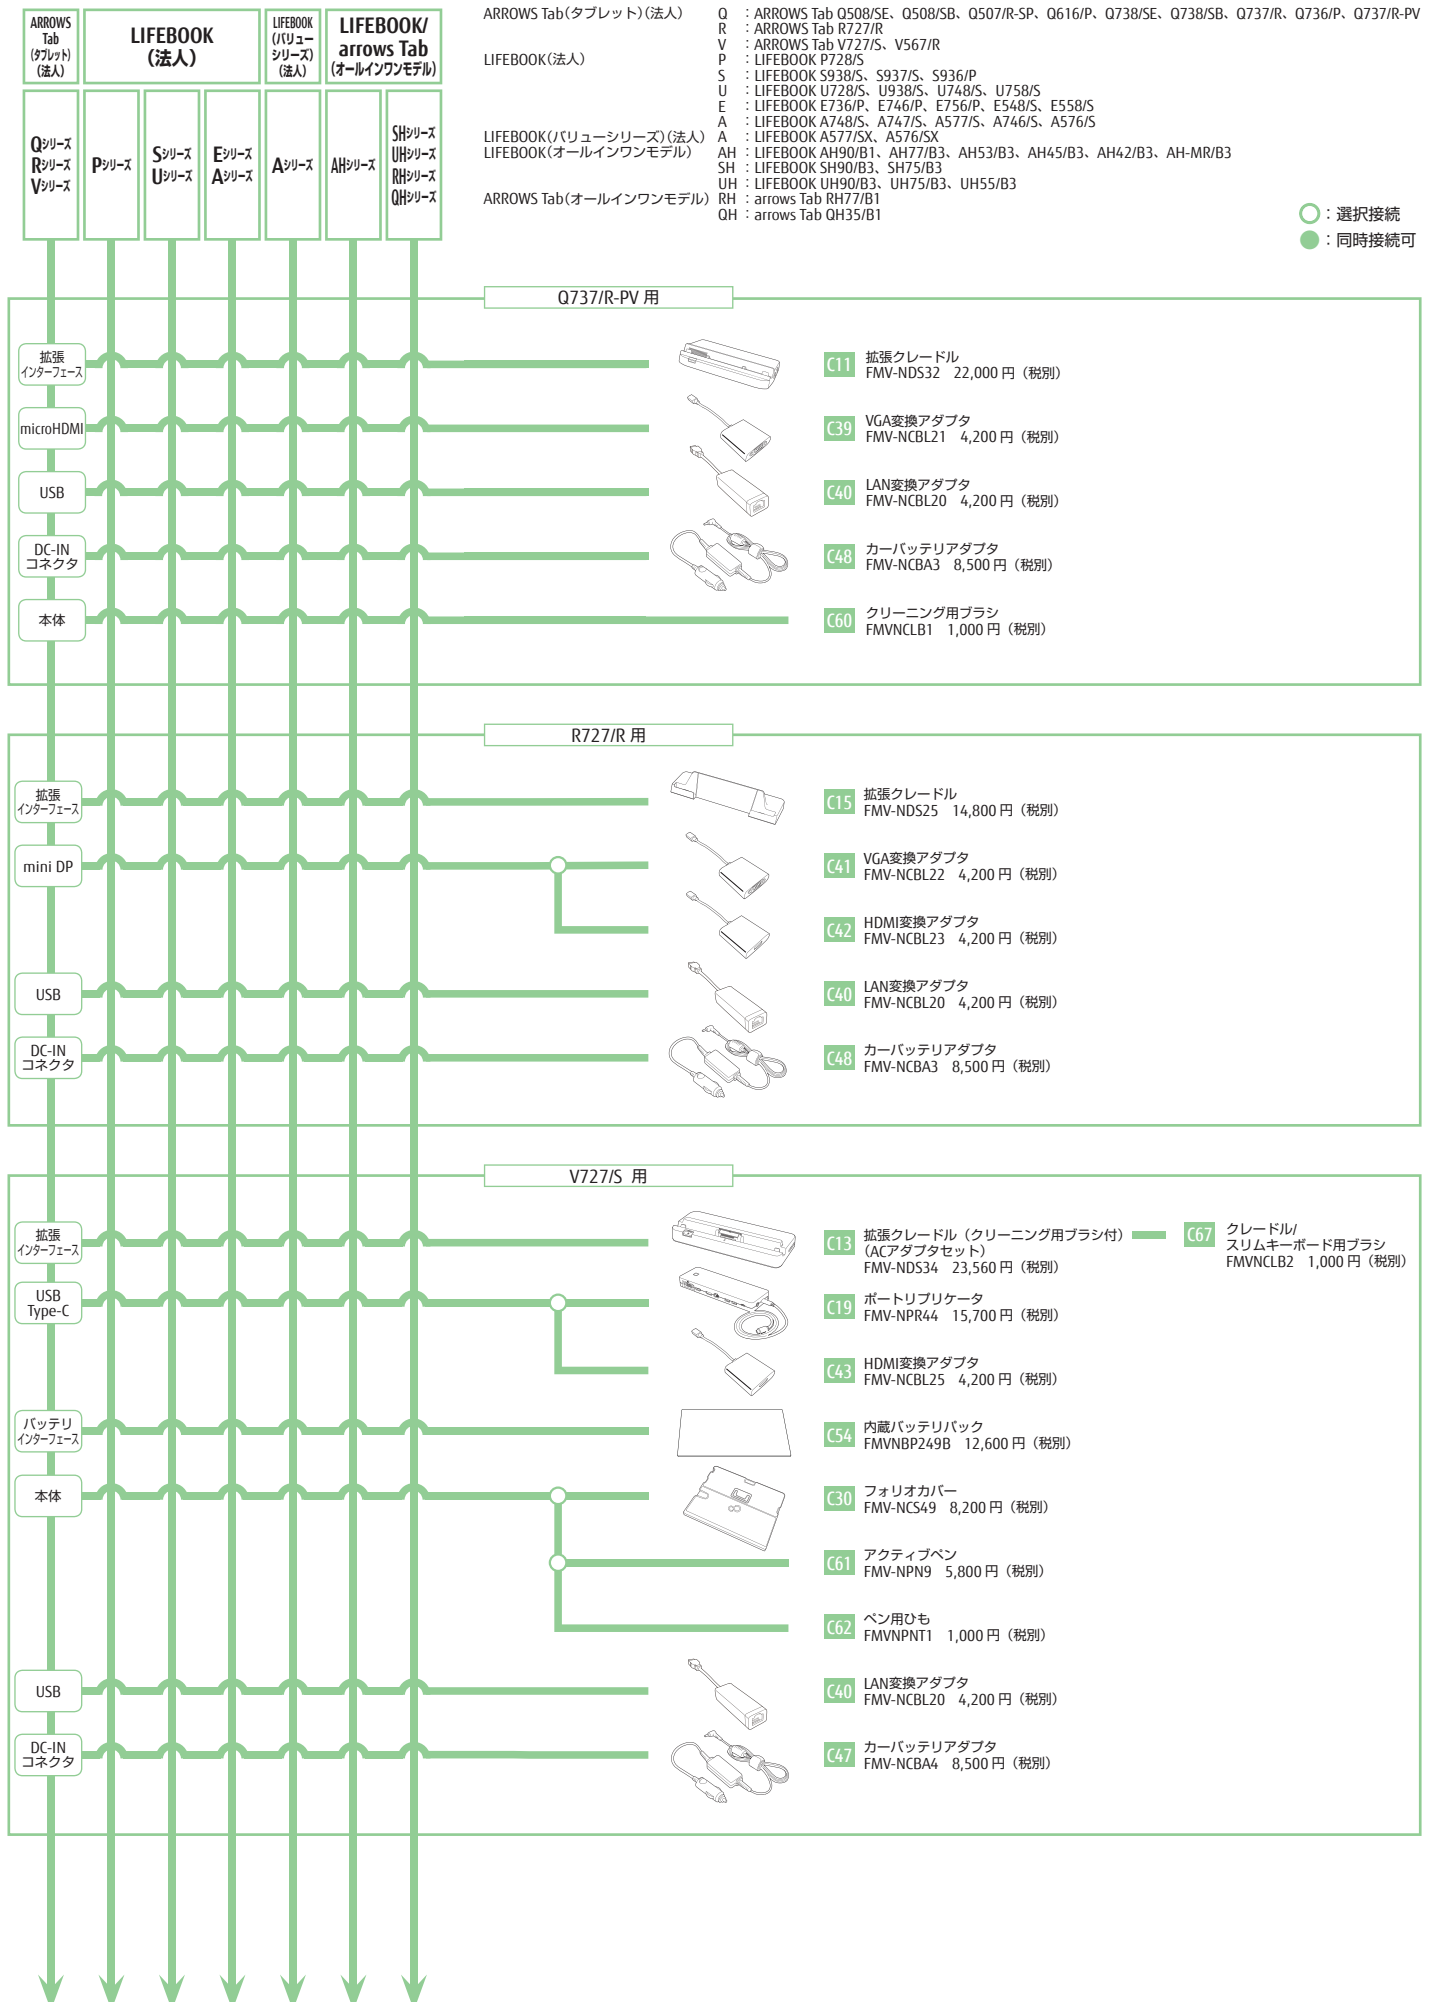 ARROWS
Tab
(タブレット)
(法人)
LIFEBOOK
(法人)
LIFEBOOK
(バリュー
シリーズ)
(法人)
LIFEBOOK/
arrows Tab
(オールインワンモデル)
Qシリーズ
Rシリーズ
Vシリーズ
Pシリーズ
Sシリーズ
Uシリーズ
Eシリーズ
Aシリーズ
Aシリーズ
AHシリーズ
SHシリーズ
UHシリーズ
RHシリーズ
QHシリーズ
ARROWS Tab(タブレット)(法人) Q : ARROWS Tab Q508/SE、Q508/SB、Q507/R-SP、Q616/P、Q738/SE、Q738/SB、Q737/R、Q736/P、Q737/R-PV
R : ARROWS Tab R727/R
V : ARROWS Tab V727/S、V567/R
LIFEBOOK(法人) P : LIFEBOOK P728/S
S : LIFEBOOK S938/S、S937/S、S936/P
U : LIFEBOOK U728/S、U938/S、U748/S、U758/S
E : LIFEBOOK E736/P、E746/P、E756/P、E548/S、E558/S
A : LIFEBOOK A748/S、A747/S、A577/S、A746/S、A576/S
LIFEBOOK(バリューシリーズ)(法人) A : LIFEBOOK A577/SX、A576/SX
LIFEBOOK(オールインワンモデル) AH : LIFEBOOK AH90/B1、AH77/B3、AH53/B3、AH45/B3、AH42/B3、AH-MR/B3
SH : LIFEBOOK SH90/B3、SH75/B3
UH : LIFEBOOK UH90/B3、UH75/B3、UH55/B3
ARROWS Tab(オールインワンモデル) RH : arrows Tab RH77/B1
QH : arrows Tab QH35/B1
○ : 選択接続
● : 同時接続可
Q737/R-PV 用
拡張
インターフェース
C11 拡張クレードル
FMV-NDS32 22,000 円（税別）
microHDMI
C39 VGA変換アダプタ
FMV-NCBL21 4,200 円（税別）
USB
C40 LAN変換アダプタ
FMV-NCBL20 4,200 円（税別）
DC-IN
コネクタ
C48 カーバッテリアダプタ
FMV-NCBA3 8,500 円（税別）
本体
C60 クリーニング用ブラシ
FMVNCLB1 1,000 円（税別）
R727/R 用
拡張
インターフェース
C15 拡張クレードル
FMV-NDS25 14,800 円（税別）
mini DP
C41 VGA変換アダプタ
FMV-NCBL22 4,200 円（税別）
C42 HDMI変換アダプタ
FMV-NCBL23 4,200 円（税別）
USB
C40 LAN変換アダプタ
FMV-NCBL20 4,200 円（税別）
DC-IN
コネクタ
C48 カーバッテリアダプタ
FMV-NCBA3 8,500 円（税別）
V727/S 用
拡張
インターフェース
C13 拡張クレードル（クリーニング用ブラシ付）
（ACアダプタセット）
FMV-NDS34 23,560 円（税別）
C67 クレードル/
スリムキーボード用ブラシ
FMVNCLB2 1,000 円（税別）
USB
Type-C
C19 ポートリプリケータ
FMV-NPR44 15,700 円（税別）
C43 HDMI変換アダプタ
FMV-NCBL25 4,200 円（税別）
バッテリ
インターフェース
C54 内蔵バッテリパック
FMVNBP249B 12,600 円（税別）
本体
C30 フォリオカバー
FMV-NCS49 8,200 円（税別）
C61 アクティブペン
FMV-NPN9 5,800 円（税別）
C62 ペン用ひも
FMVNPNT1 1,000 円（税別）
USB
C40 LAN変換アダプタ
FMV-NCBL20 4,200 円（税別）
DC-IN
コネクタ
C47 カーバッテリアダプタ
FMV-NCBA4 8,500 円（税別）